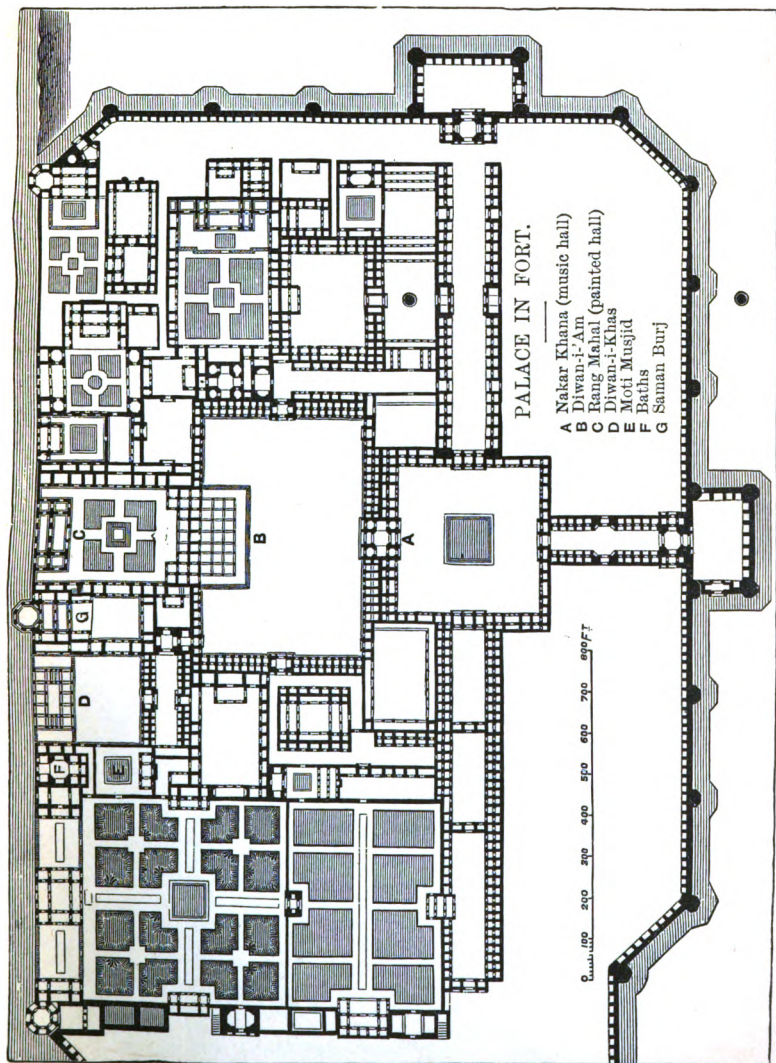 PALACE IN FORT.
A Nakar Khana (music hall)
B Diwan-i-'Am
C Rang Mahal (painted hall)
D Diwan-i-Khas
E Moti Musjid
F Baths
G Saman Burj
C
B
A
G
D
F
E
0 100 200 300 400 500 600 700 800 FT